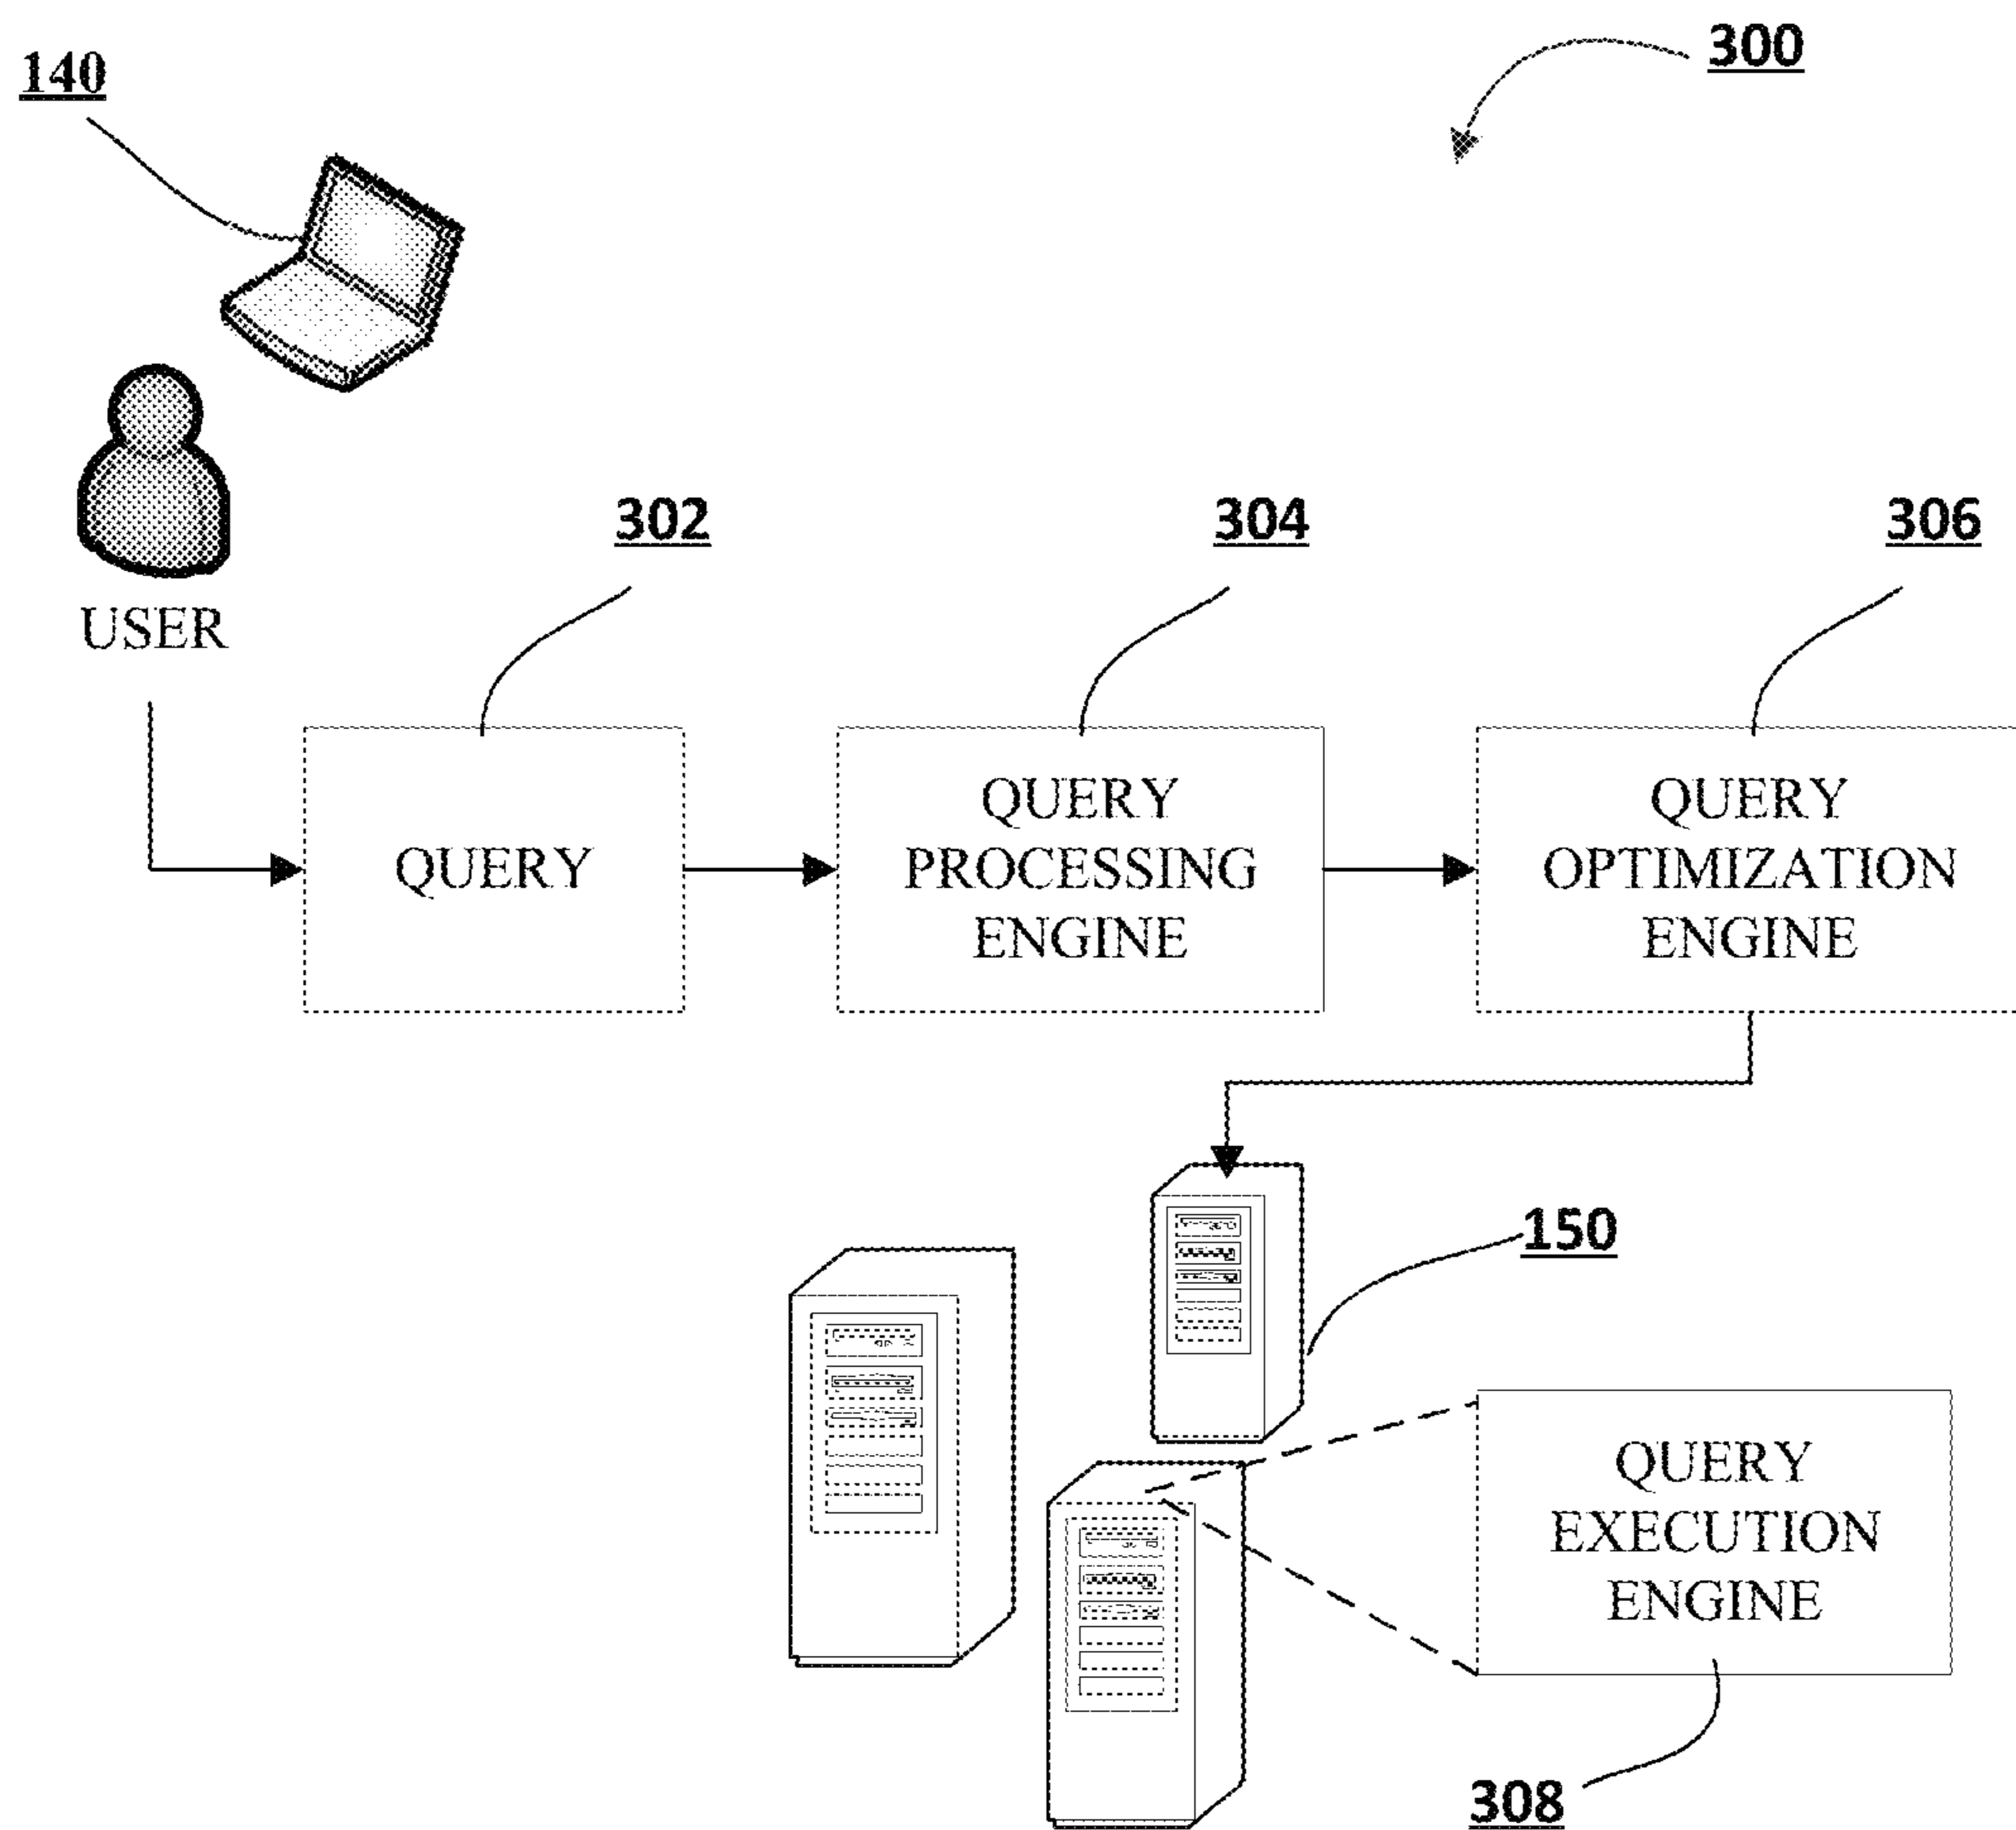 300
140
302
304
306
USER
QUERY
QUERY
PROCESSING
ENGINE
QUERY
OPTIMIZATION
ENGINE
150
QUERY
EXECUTION
ENGINE
308